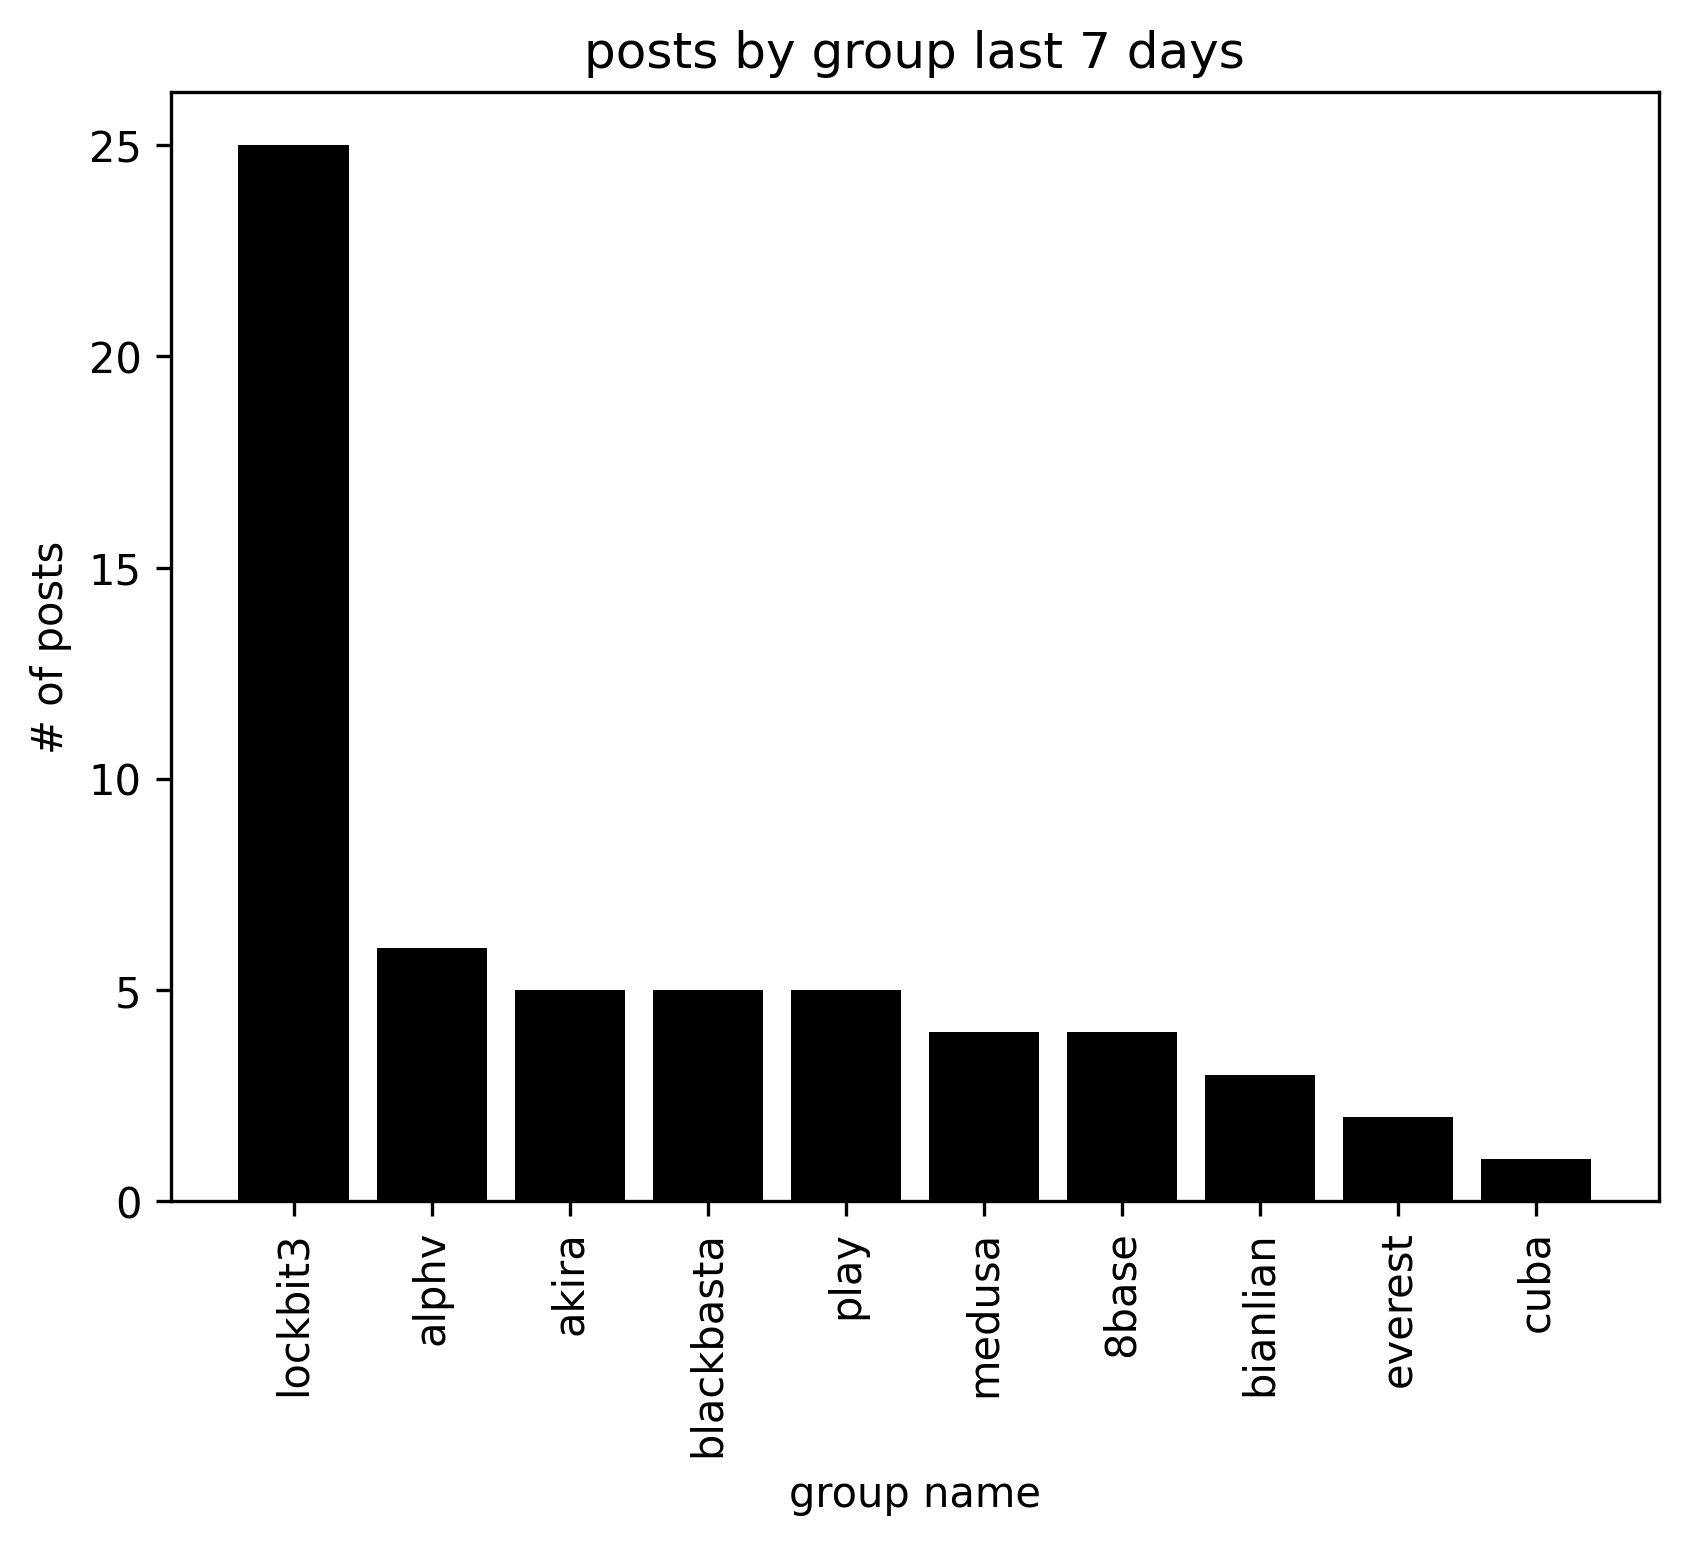 posts by group last 7 days
25
20
15
10
5
0
# of posts
lockbit3
alphv
akira
blackbasta
play
medusa
8base
bianlian
everest
cuba
group name